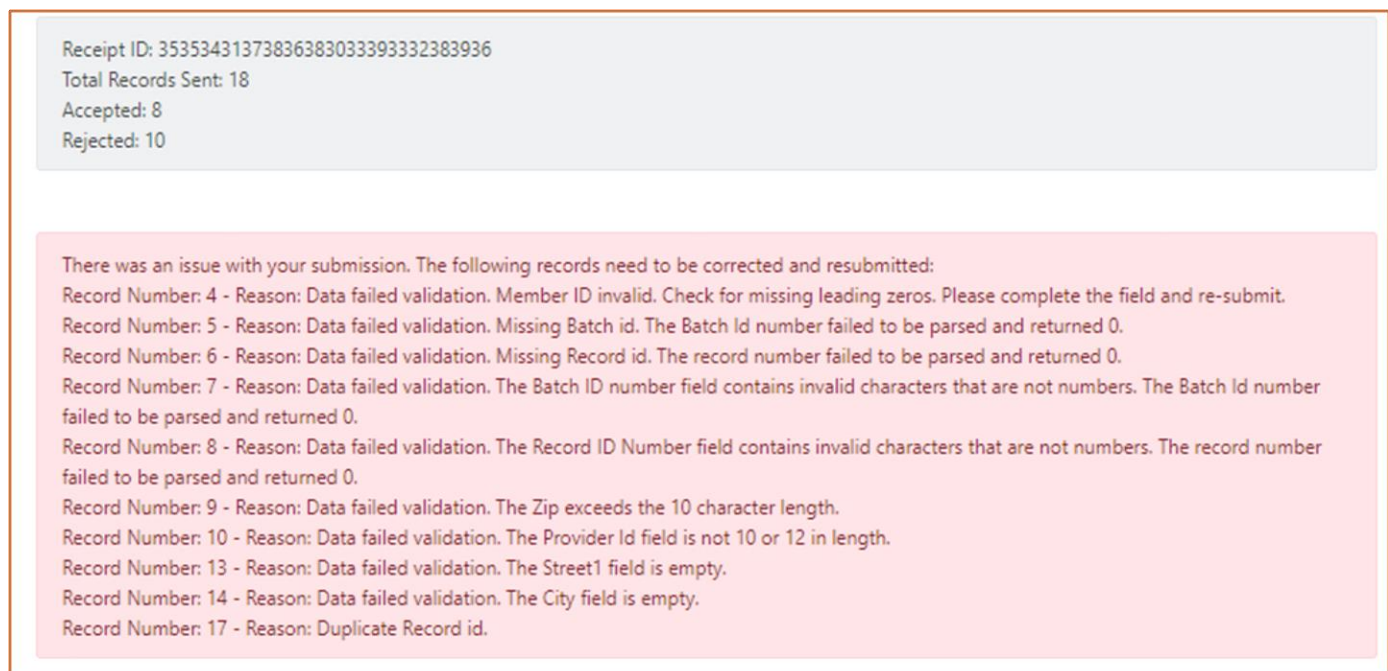 Receipt ID: 35353431373836383033393332383936
Total Records Sent: 18
Accepted: 8
Rejected: 10
There was an issue with your submission. The following records need to be corrected and resubmitted:
Record Number: 4 - Reason: Data failed validation. Member ID invalid. Check for missing leading zeros. Please complete the field and re-submit.
Record Number: 5 - Reason: Data failed validation. Missing Batch id. The Batch Id number failed to be parsed and returned 0.
Record Number: 6 - Reason: Data failed validation. Missing Record id. The record number failed to be parsed and returned 0.
Record Number: 7 - Reason: Data failed validation. The Batch ID number field contains invalid characters that are not numbers. The Batch Id number
failed to be parsed and returned 0.
Record Number: 8 - Reason: Data failed validation. The Record ID Number field contains invalid characters that are not numbers. The record number
failed to be parsed and returned 0.
Record Number: 9 - Reason: Data failed validation. The Zip exceeds the 10 character length.
Record Number: 10 - Reason: Data failed validation. The Provider Id field is not 10 or 12 in length.
Record Number: 13 - Reason: Data failed validation. The Street1 field is empty.
Record Number: 14 - Reason: Data failed validation. The City field is empty.
Record Number: 17 - Reason: Duplicate Record id.